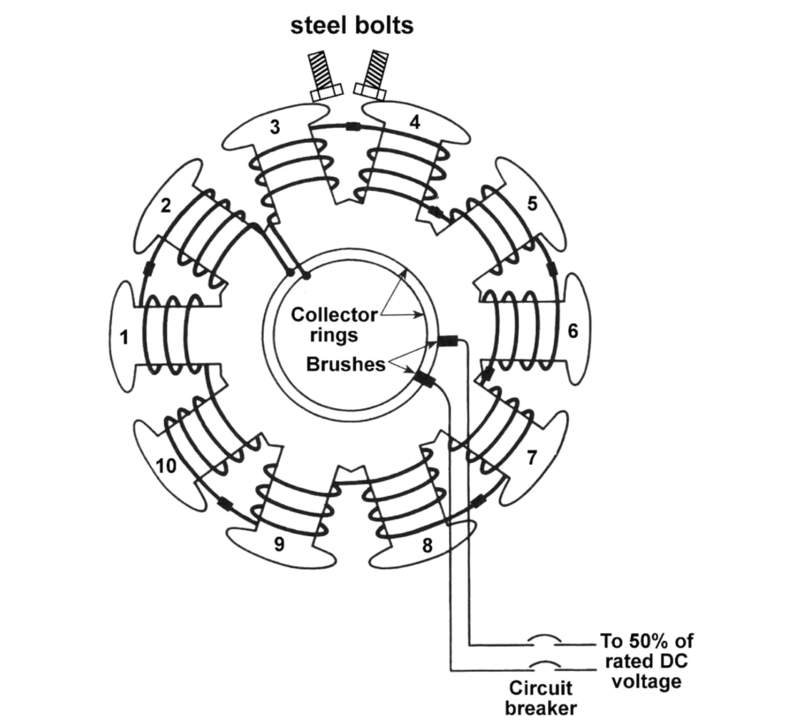 steel bolts
3
4
2
5
Collector
rings
1
6
Brushes
10
7
9
8
To 50% of
rated DC
voltage
Circuit
breaker